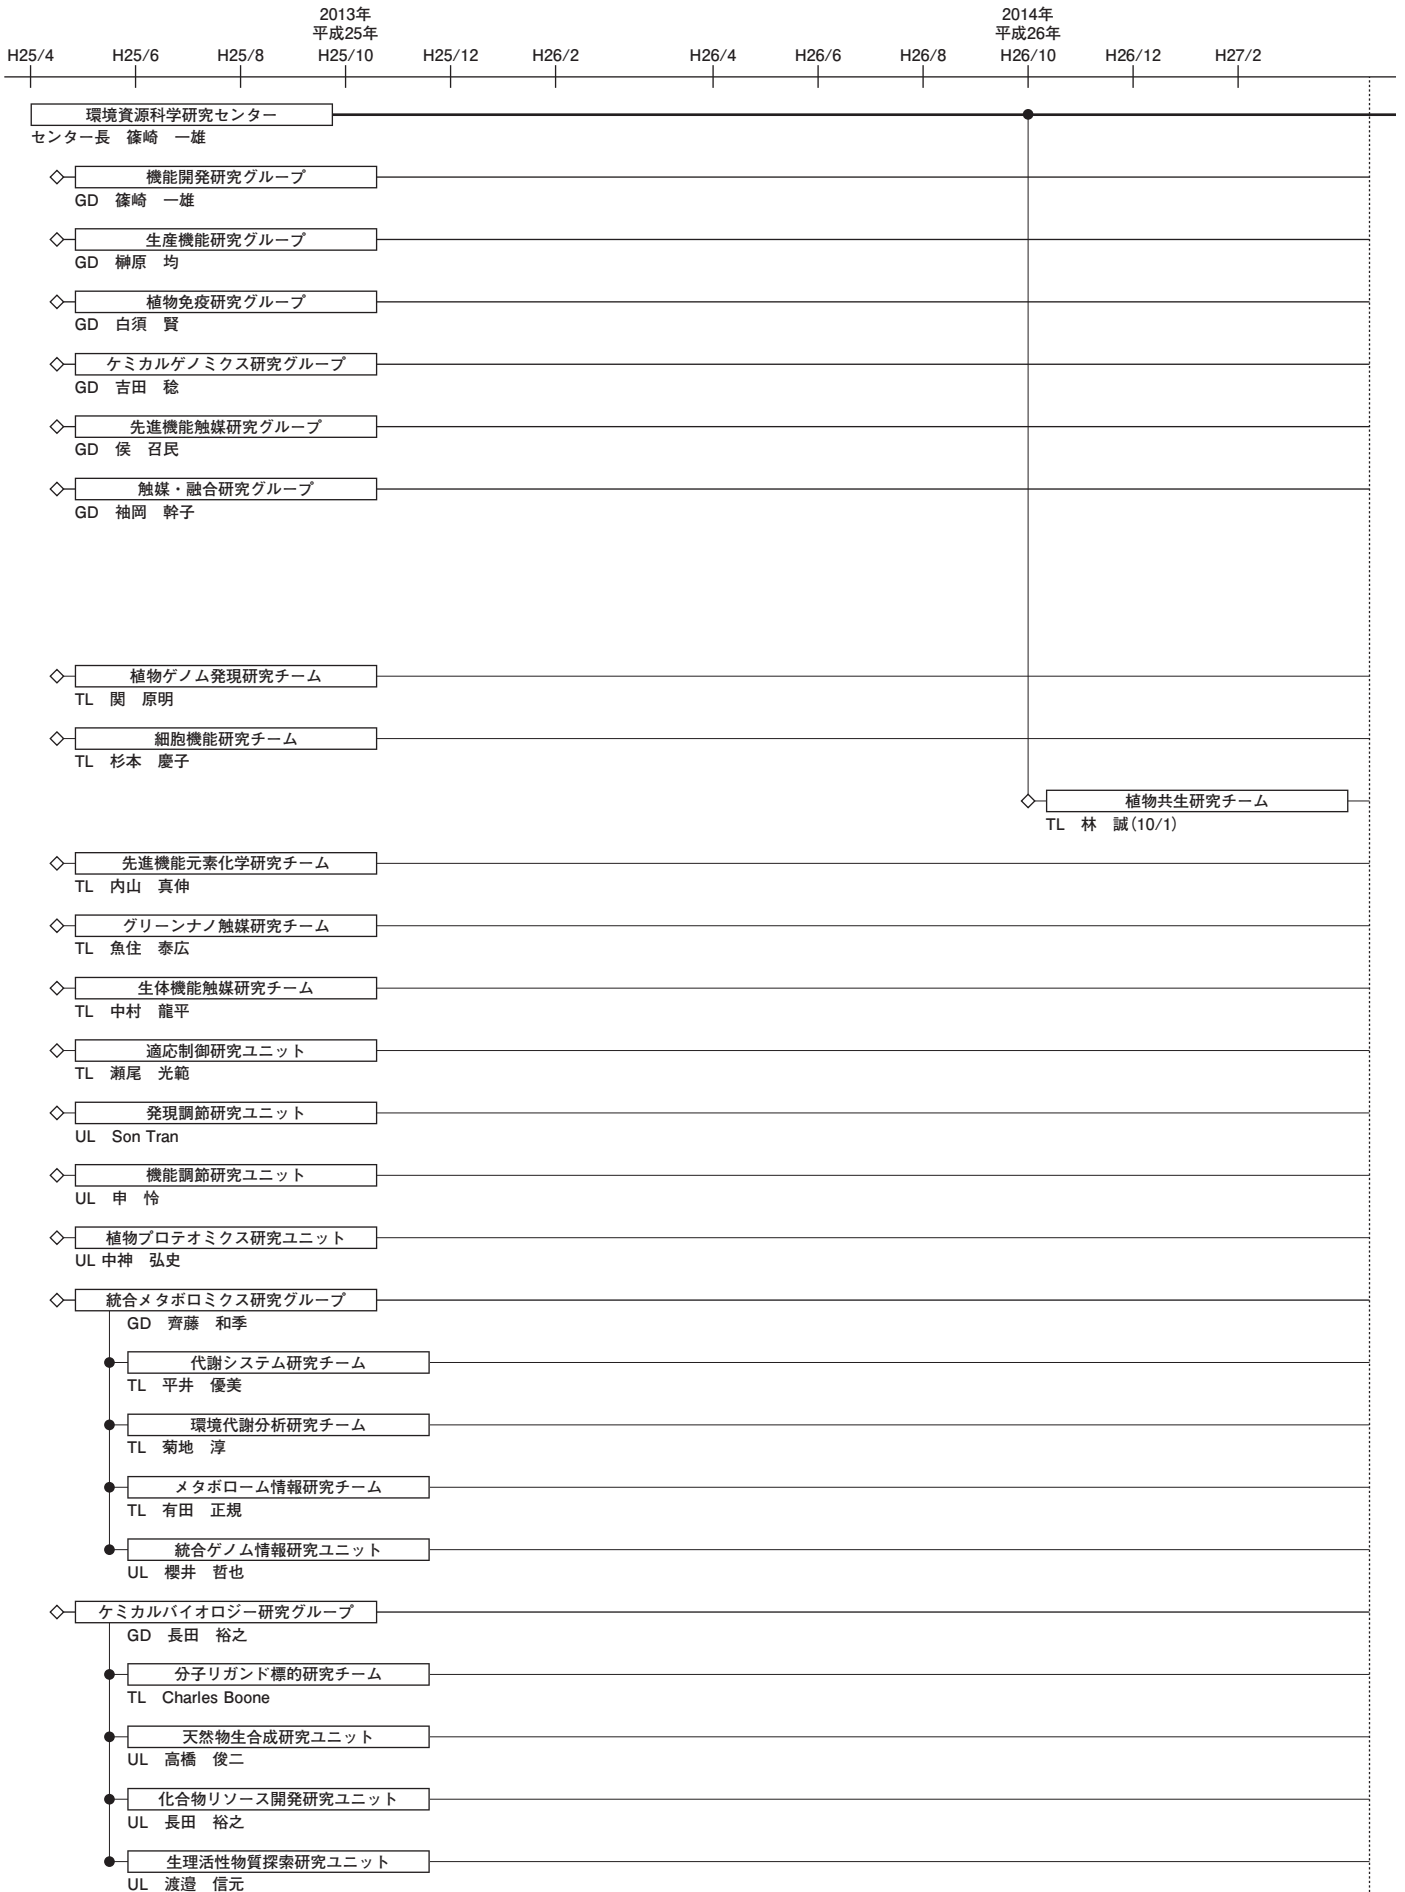 2013年
平成25年
2014年
平成26年
H25/4 H25/6 H25/8 H25/10 H25/12 H26/2 H26/4 H26/6 H26/8 H26/10 H26/12 H27/2
環境資源科学研究センター
センター長 篠崎 一雄
機能開発研究グループ
GD 篠崎 一雄
生産機能研究グループ
GD 榊原 均
植物免疫研究グループ
GD 白須 賢
ケミカルゲノミクス研究グループ
GD 吉田 稔
先進機能触媒研究グループ
GD 侯 召民
触媒・融合研究グループ
GD 袖岡 幹子
植物ゲノム発現研究チーム
TL 関 原明
細胞機能研究チーム
TL 杉本 慶子
植物共生研究チーム
TL 林 誠(10/1)
先進機能元素化学研究チーム
TL 内山 真伸
グリーンナノ触媒研究チーム
TL 魚住 泰広
生体機能触媒研究チーム
TL 中村 龍平
適応制御研究ユニット
TL 瀬尾 光範
発現調節研究ユニット
UL Son Tran
機能調節研究ユニット
UL 申 怜
植物プロテオミクス研究ユニット
UL 中神 弘史
統合メタボロミクス研究グループ
GD 齊藤 和季
代謝システム研究チーム
TL 平井 優美
環境代謝分析研究チーム
TL 菊地 淳
メタボローム情報研究チーム
TL 有田 正規
統合ゲノム情報研究ユニット
UL 櫻井 哲也
ケミカルバイオロジー研究グループ
GD 長田 裕之
分子リガンド標的研究チーム
TL Charles Boone
天然物生合成研究ユニット
UL 高橋 俊二
化合物リソース開発研究ユニット
UL 長田 裕之
生理活性物質探索研究ユニット
UL 渡邉 信元